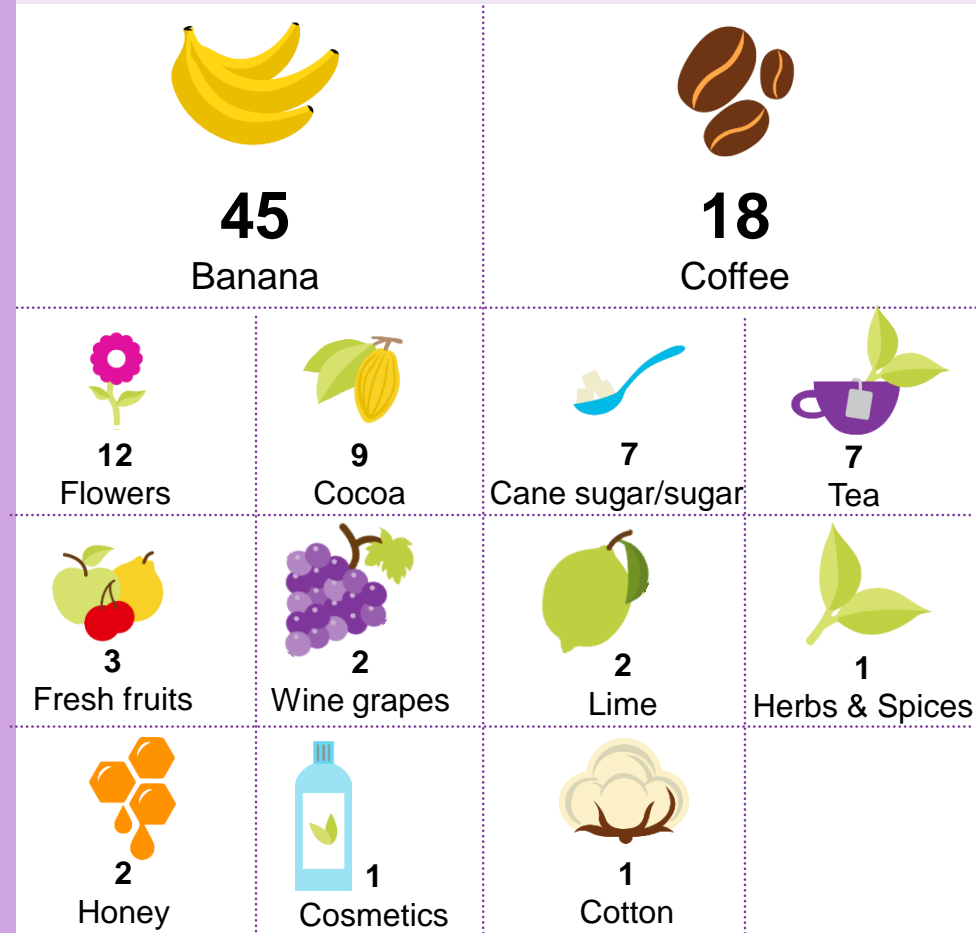 45
Banana
18
Coffee
12
Flowers
9
Cocoa
7
Cane sugar/sugar
7
Tea
3
Fresh fruits
2
Wine grapes
2
Lime
1
Herbs & Spices
2
Honey
1
Cosmetics
1
Cotton